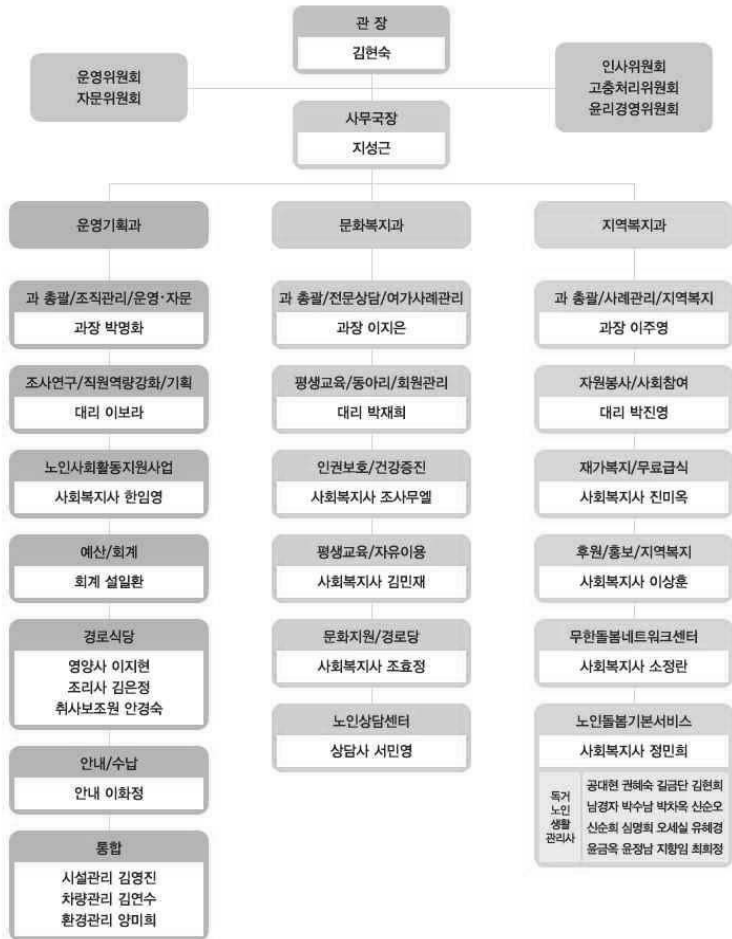 관 장
김현숙
운영위원회
자문위원회
인사위원회
고충처리위원회
윤리경영위원회
사무국장
지성근
운영기획과
과 총괄/조직관리/운영·자문
과장 박명화
조사연구/직원역량강화/기획
대리 이보라
노인사회활동지원사업
사회복지사 한임영
예산/회계
회계 설일환
경로식당
영양사 이지현
조리사 김은정
취사보조원 안경숙
안내/수납
안내 이화정
통합
시설관리 김영진
차량관리 김연수
환경관리 양미희
문화복지과
과 총괄/전문상담/여가사례관리
과장 이지은
평생교육/동아리/회원관리
대리 박재희
인권보호/건강증진
사회복지사 조사무엘
평생교육/자유이용
사회복지사 김민재
문화지원/경로당
사회복지사 조효정
노인상담센터
상담사 서민영
지역복지과
과 총괄/사례관리/지역복지
과장 이주영
자원봉사/사회참여
대리 박진영
재가복지/무료급식
사회복지사 진미옥
후원/홍보/지역복지
사회복지사 이상훈
무한돌봄네트워크센터
사회복지사 소정란
노인돌봄기본서비스
사회복지사 정민희
독거
노인
생활
관리사
공대현 권혜숙 길금단 김현희
남경자 박수남 박차옥 신순오
신순희 심명희 오세실 유혜경
윤금옥 윤정남 지향임 최희정